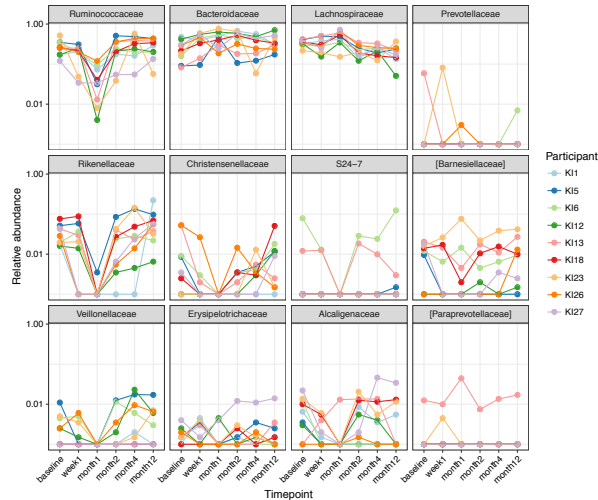 Ruminococcaceae Bacteroidaceae Lachnospiraceae Prevotellaceae
1.00
0.01
Rikenellaceae Christensenellaceae S24−7 [Barnesiellaceae]
1.00
0.01
Veillonellaceae Erysipelotrichaceae Alcaligenaceae [Paraprevotellaceae]
1.00
0.01
baseline week1 month1 month2 month4 month12 baseline week1 month1 month2 month4 month12 baseline week1 month1 month2 month4 month12 baseline week1 month1 month2 month4 month12
Timepoint
Relative abundance
Participant
KI1
KI5
KI6
KI12
KI13
KI18
KI23
KI26
KI27